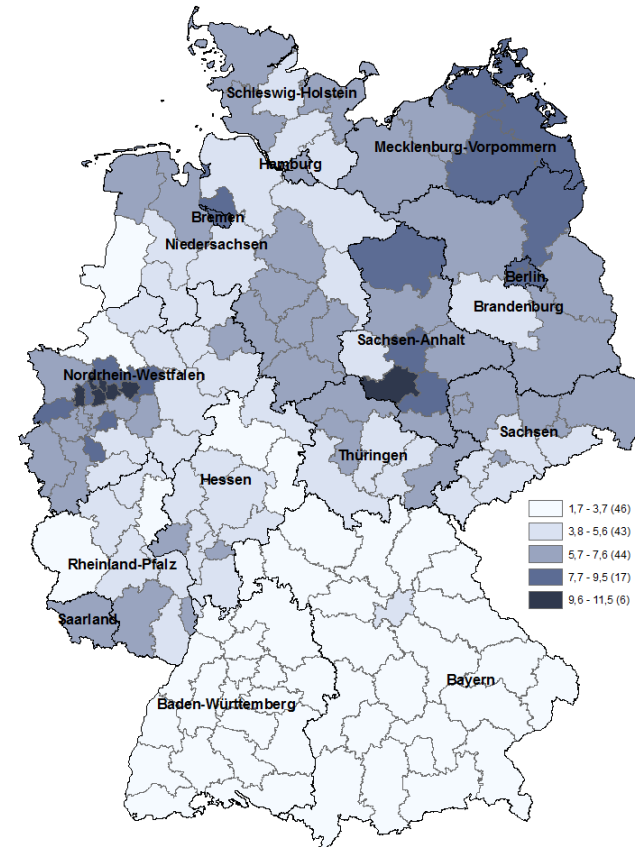 Schleswig-Holstein
Mecklenburg-Vorpommern
Hamburg
Bremen
Niedersachsen
Berlin
Brandenburg
Sachsen-Anhalt
Nordrhein-Westfalen
Sachsen
Thüringen
Hessen
1,7 - 3,7 (46)
3,8 - 5,6 (43)
5,7 - 7,6 (44)
7,7 - 9,5 (17)
9,6 - 11,5 (6)
Rheinland-Pfalz
Saarland
Bayern
Baden-Württemberg